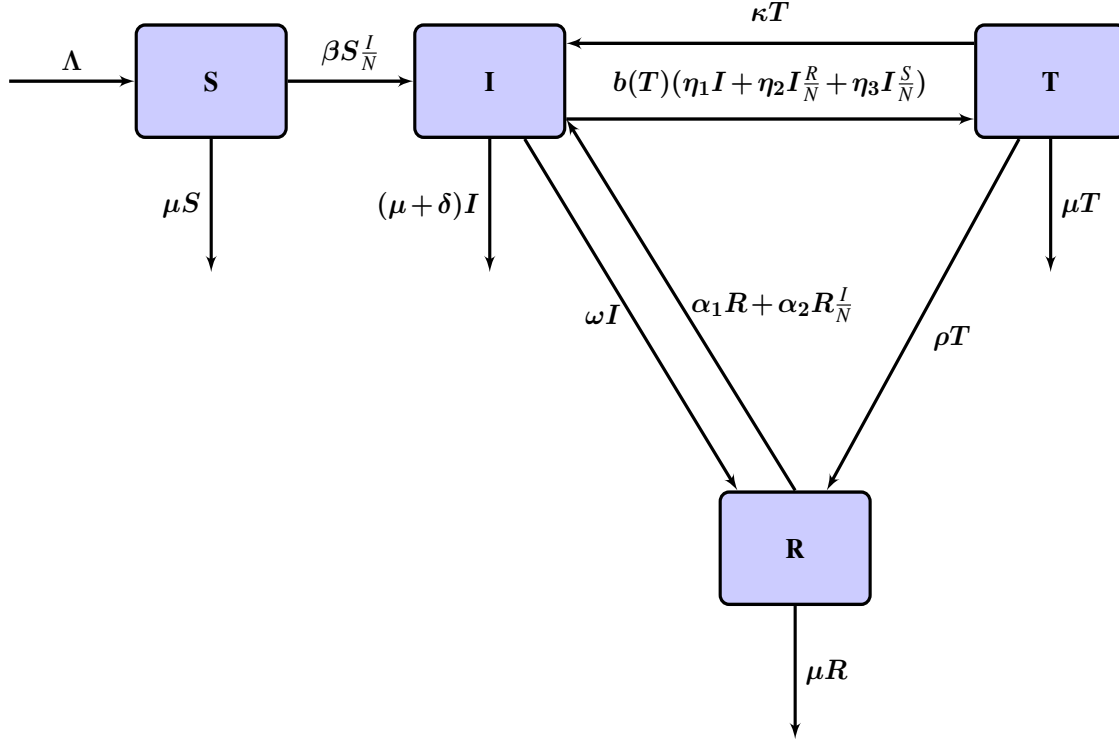 κT
Λ
S
βS I/N
I
b(T)(η₁I + η₂I R/N + η₃I S/N)
T
μS
(μ + δ)I
μT
ωI
α₁R + α₂R I/N
ρT
R
μR